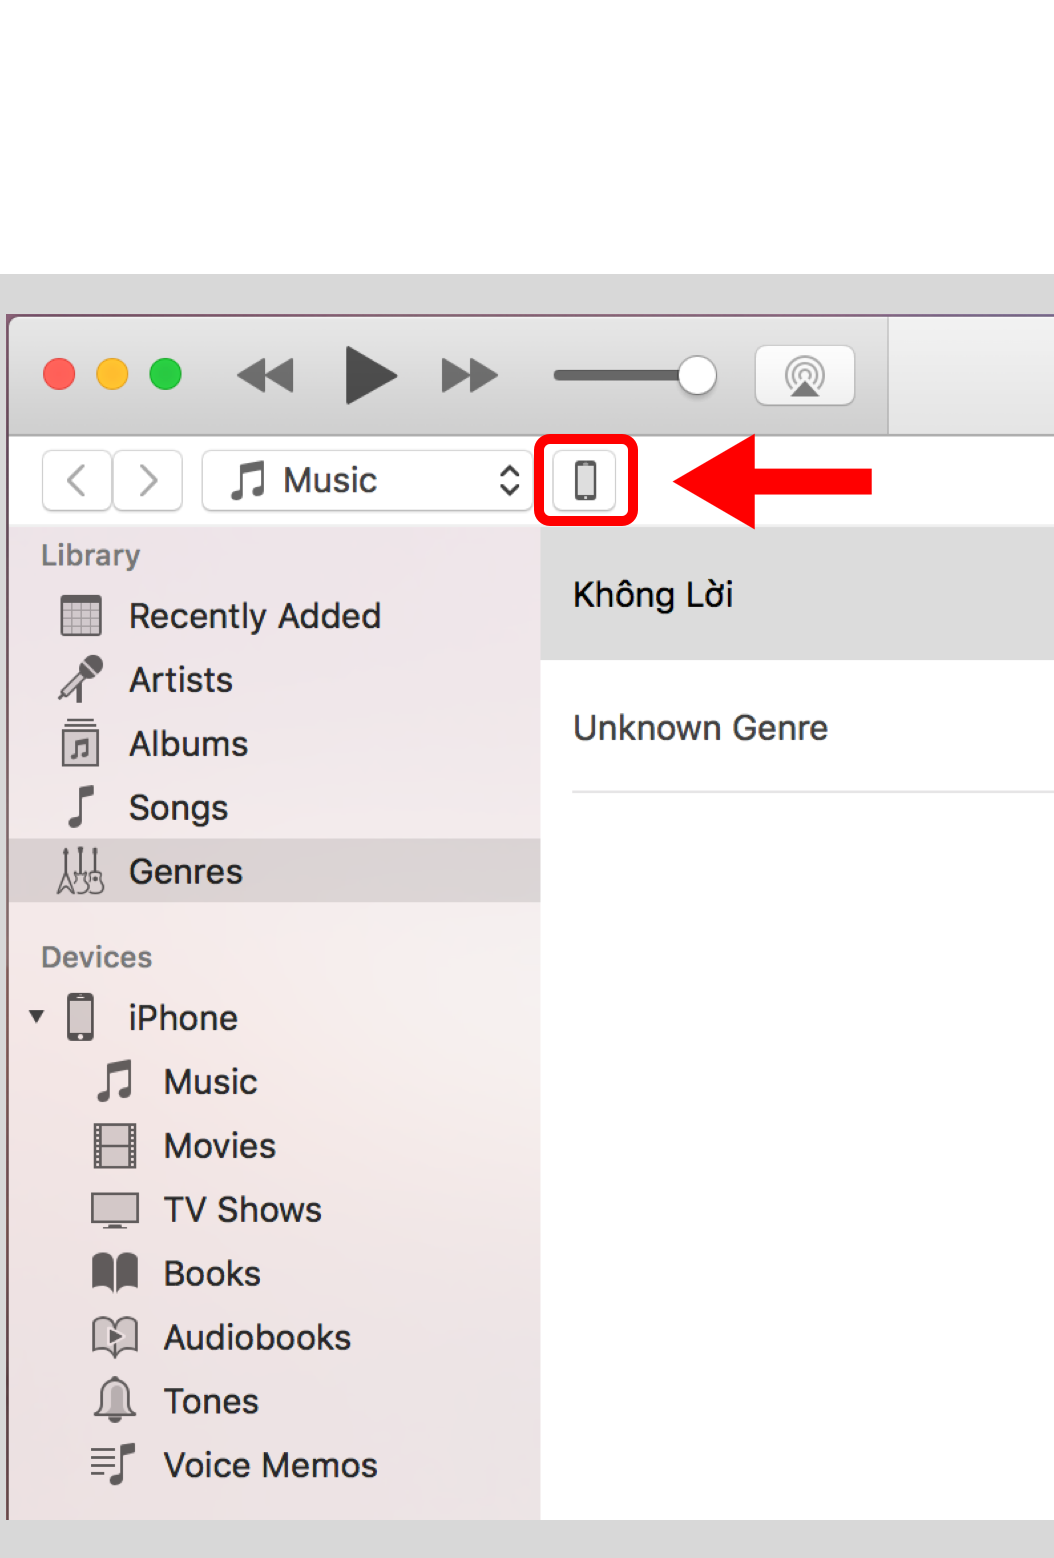 Music
Library
Recently Added
Artists
Albums
Songs
Genres
Devices
iPhone
Music
Movies
TV Shows
Books
Audiobooks
Tones
Voice Memos
Không Lời
Unknown Genre